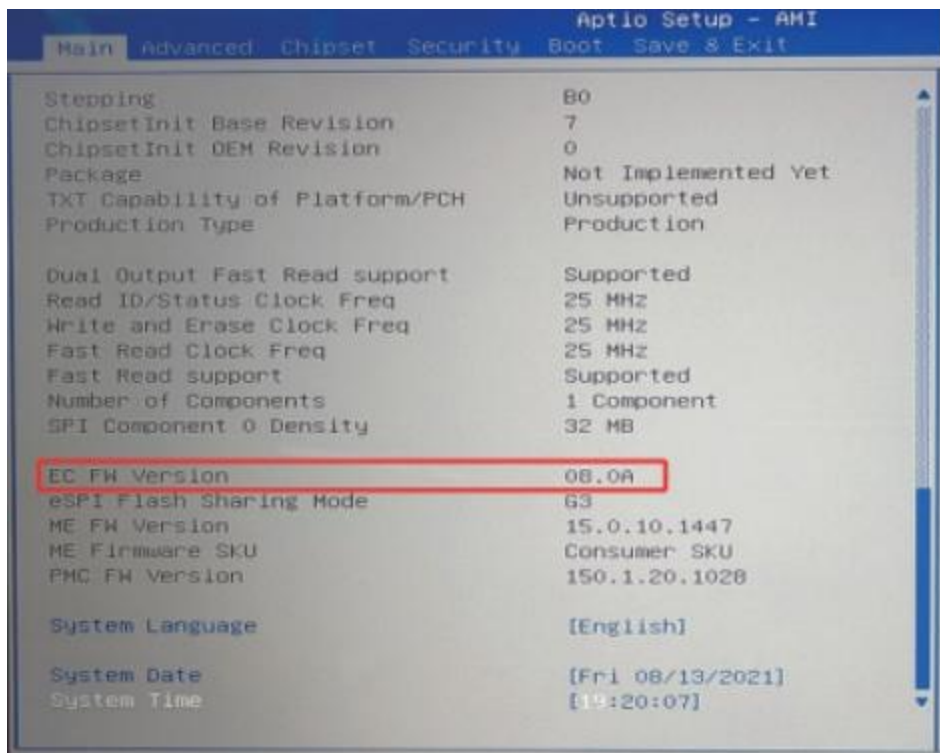 Aptio Setup - AMI
Main Advanced Chipset Security Boot Save & Exit
Stepping B0
ChipsetInit Base Revision 7
ChipsetInit OEM Revision 0
Package Not Implemented Yet
TXT Capability of Platform/PCH Unsupported
Production Type Production
Dual Output Fast Read support Supported
Read ID/Status Clock Freq 25 MHz
Write and Erase Clock Freq 25 MHz
Fast Read Clock Freq 25 MHz
Fast Read support Supported
Number of Components 1 Component
SPI Component 0 Density 32 MB
EC FW Version 08.0A
eSPI Flash Sharing Mode G3
ME FW Version 15.0.10.1447
ME Firmware SKU Consumer SKU
PMC FW Version 150.1.20.1028
System Language [English]
System Date [Fri 08/13/2021]
System Time [19:20:07]